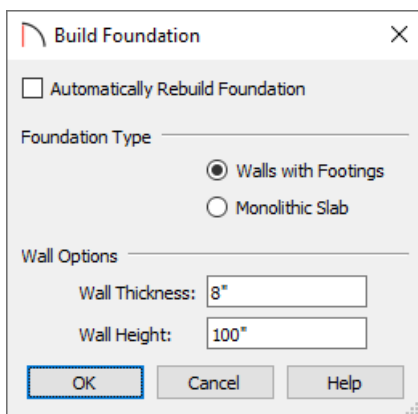 Build Foundation
Automatically Rebuild Foundation
Foundation Type
Walls with Footings
Monolithic Slab
Wall Options
Wall Thickness: 8"
Wall Height: 100"
OK Cancel Help